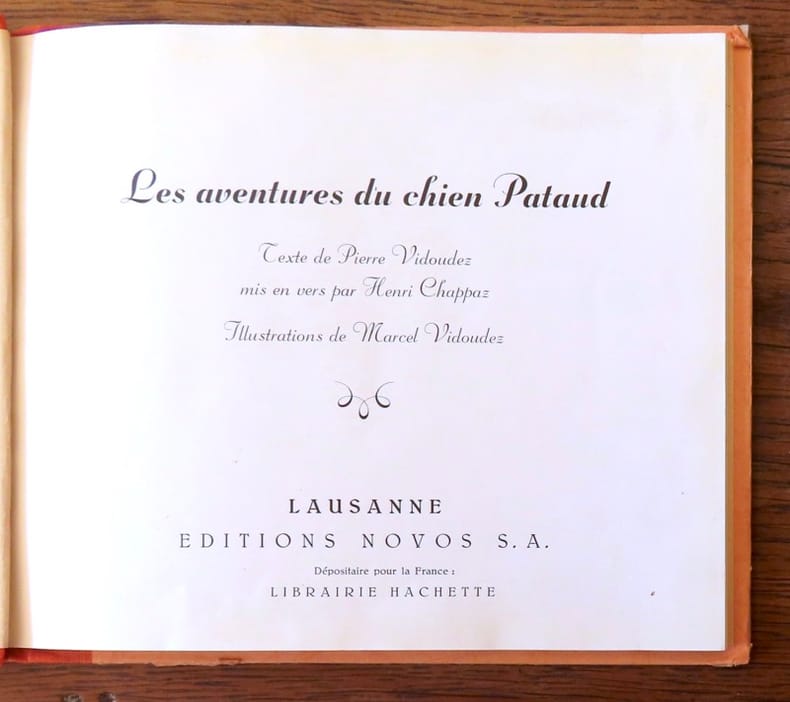 Les aventures du chien Pataud
Texte de Pierre Vidoudez
mis en vers par Henri Chappaz
Illustrations de Marcel Vidoudez
LAUSANNE
EDITIONS NOVOS S.A.
Dépositaire pour la France :
LIBRAIRIE HACHETTE